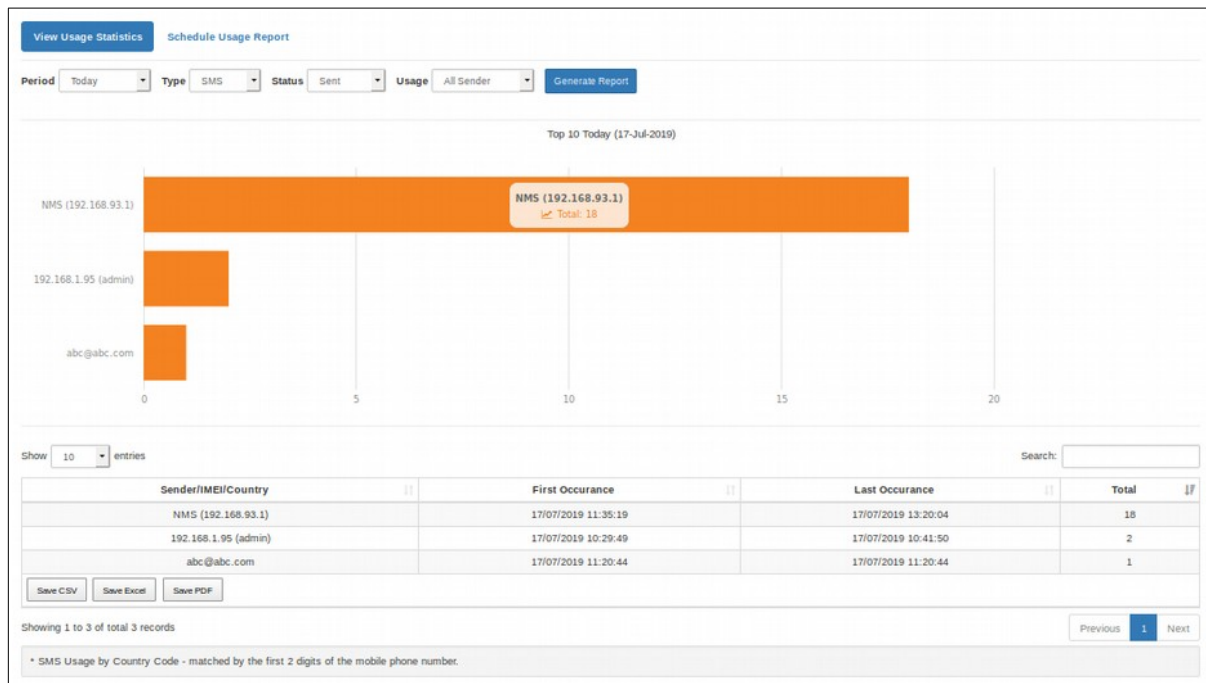 View Usage Statistics Schedule Usage Report
Period Today Type SMS Status Sent Usage All Sender Generate Report
Top 10 Today (17-Jul-2019)
NMS (192.168.93.1)
NMS (192.168.93.1)
Total: 18
192.168.1.95 (admin)
abc@abc.com
0 5 10 15 20
Show 10 entries Search:
Sender/IMEI/Country First Occurance Last Occurance Total
NMS (192.168.93.1) 17/07/2019 11:35:19 17/07/2019 13:20:04 18
192.168.1.95 (admin) 17/07/2019 10:29:49 17/07/2019 10:41:50 2
abc@abc.com 17/07/2019 11:20:44 17/07/2019 11:20:44 1
Save CSV Save Excel Save PDF
Showing 1 to 3 of total 3 records Previous 1 Next
* SMS Usage by Country Code - matched by the first 2 digits of the mobile phone number.